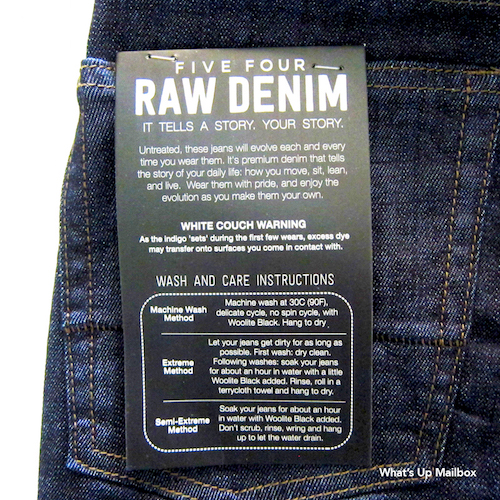 FIVE FOUR
RAW DENIM
IT TELLS A STORY. YOUR STORY.
Untreated, these jeans will evolve each and every
time you wear them. It's premium denim that tells
the story of your daily life: how you move, sit, lean,
and live. Wear them with pride, and enjoy the
evolution as you make them your own.
WHITE COUCH WARNING
As the indigo 'sets' during the first few wears, excess dye
may transfer onto surfaces you come in contact with.
WASH AND CARE INSTRUCTIONS
Machine Wash
Method
Machine wash at 30C (90F),
delicate cycle, no spin cycle, with
Woolite Black. Hang to dry
Extreme
Method
Let your jeans get dirty for as long as
possible. First wash: dry clean.
Following washes: soak your jeans
for about an hour in water with a little
Woolite Black added. Rinse, roll in a
terrycloth towel and hang to dry.
Semi-Extreme
Method
Soak your jeans for about an hour
in water with Woolite Black added.
Don't scrub, rinse, wring and hang
up to let the water drain.
What's Up Mailbox